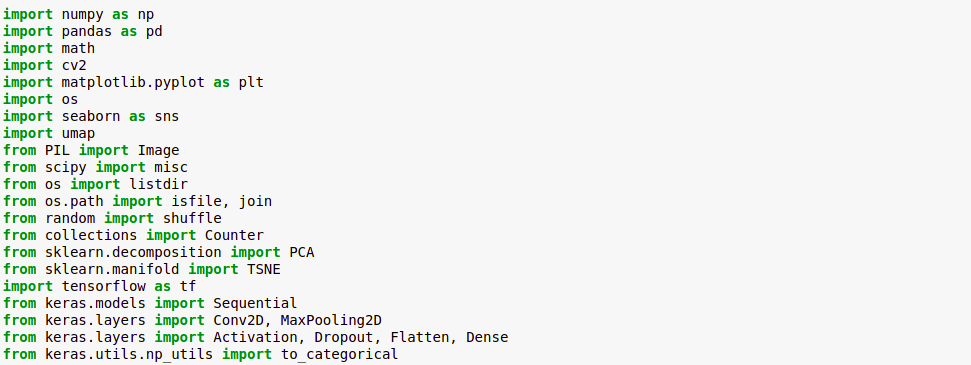 import numpy as np
import pandas as pd
import math
import cv2
import matplotlib.pyplot as plt
import os
import seaborn as sns
import umap
from PIL import Image
from scipy import misc
from os import listdir
from os.path import isfile, join
from random import shuffle
from collections import Counter
from sklearn.decomposition import PCA
from sklearn.manifold import TSNE
import tensorflow as tf
from keras.models import Sequential
from keras.layers import Conv2D, MaxPooling2D
from keras.layers import Activation, Dropout, Flatten, Dense
from keras.utils.np_utils import to_categorical